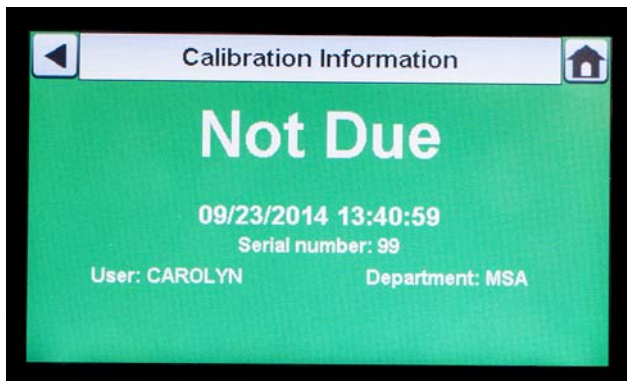 Calibration Information
Not Due
09/23/2014 13:40:59
Serial number: 99
User: CAROLYN Department: MSA